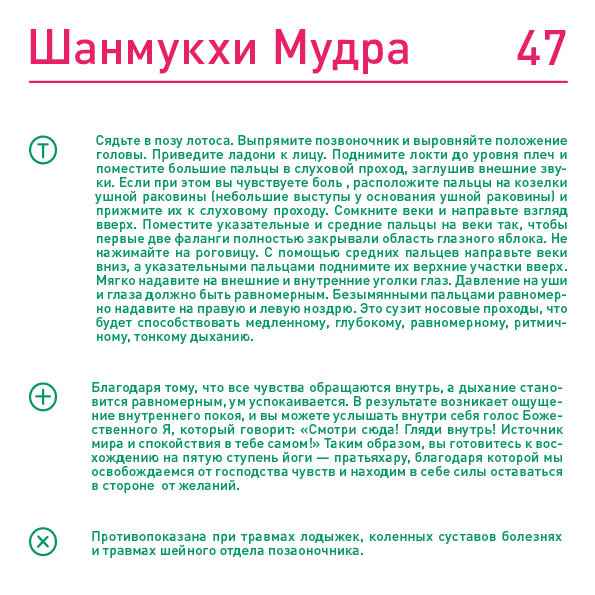 Шанмукхи Мудра 47
Т
Сядьте в позу лотоса. Выпрямите позвоночник и выровняйте положение
головы. Приведите ладони к лицу. Поднимите локти до уровня плеч и
поместите большие пальцы в слуховой проход, заглушив внешние зву-
ки. Если при этом вы чувствуете боль , расположите пальцы на козелки
ушной раковины (небольшие выступы у основания ушной раковины) и
прижмите их к слуховому проходу. Сомкните веки и направьте взгляд
вверх. Поместите указательные и средние пальцы на веки так, чтобы
первые две фаланги полностью закрывали область глазного яблока. Не
нажимайте на роговицу. С помощью средних пальцев направьте веки
вниз, а указательными пальцами поднимите их верхние участки вверх.
Мягко надавите на внешние и внутренние уголки глаз. Давление на уши
и глаза должно быть равномерным. Безымянными пальцами равномер-
но надавите на правую и левую ноздрю. Это сузит носовые проходы, что
будет способствовать медленному, глубокому, равномерному, ритмич-
ному, тонкому дыханию.
Благодаря тому, что все чувства обращаются внутрь, а дыхание стано-
вится равномерным, ум успокаивается. В результате возникает ощуще-
ние внутреннего покоя, и вы можете услышать внутри себя голос Боже-
ственного Я, который говорит: «Смотри сюда! Гляди внутрь! Источник
мира и спокойствия в тебе самом!» Таким образом, вы готовитесь к вос-
хождению на пятую ступень йоги — пратьяхару, благодаря которой мы
освобождаемся от господства чувств и находим в себе силы оставаться
в стороне от желаний.
Противопоказана при травмах лодыжек, коленных суставов болезнях
и травмах шейного отдела позаоночника.